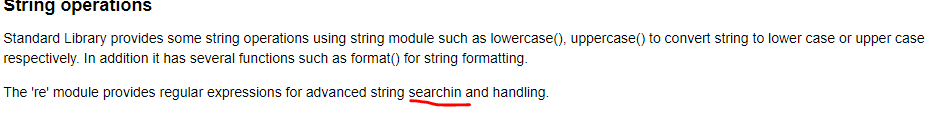 String operations
Standard Library provides some string operations using string module such as lowercase(), uppercase() to convert string to lower case or upper case
respectively. In addition it has several functions such as format() for string formatting.
The 're' module provides regular expressions for advanced string searchin and handling.